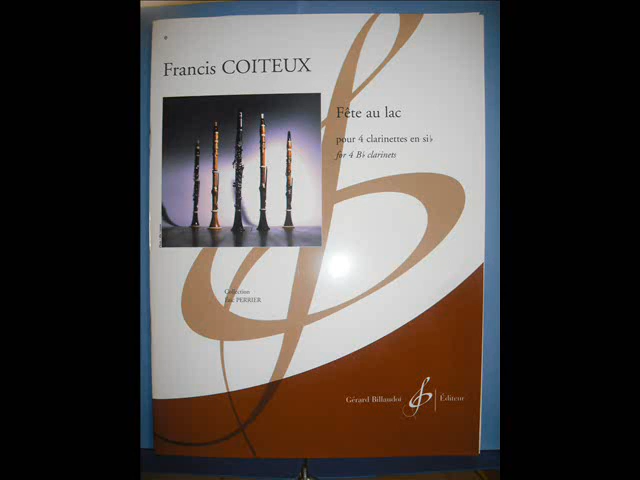 Francis COITEUX
Fête au lac
pour 4 clarinettes en si♭
for 4 B♭ clarinets
Collection
PERRIER
Gérard Billaudot
Éditeur